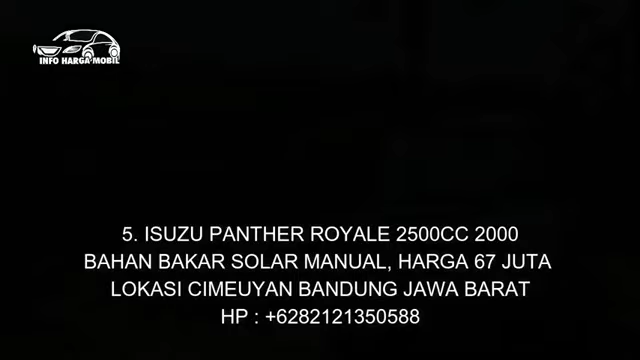 INFO HARGA MOBIL
5. ISUZU PANTHER ROYALE 2500CC 2000
BAHAN BAKAR SOLAR MANUAL, HARGA 67 JUTA
LOKASI CIMEUYAN BANDUNG JAWA BARAT
HP : +6282121350588